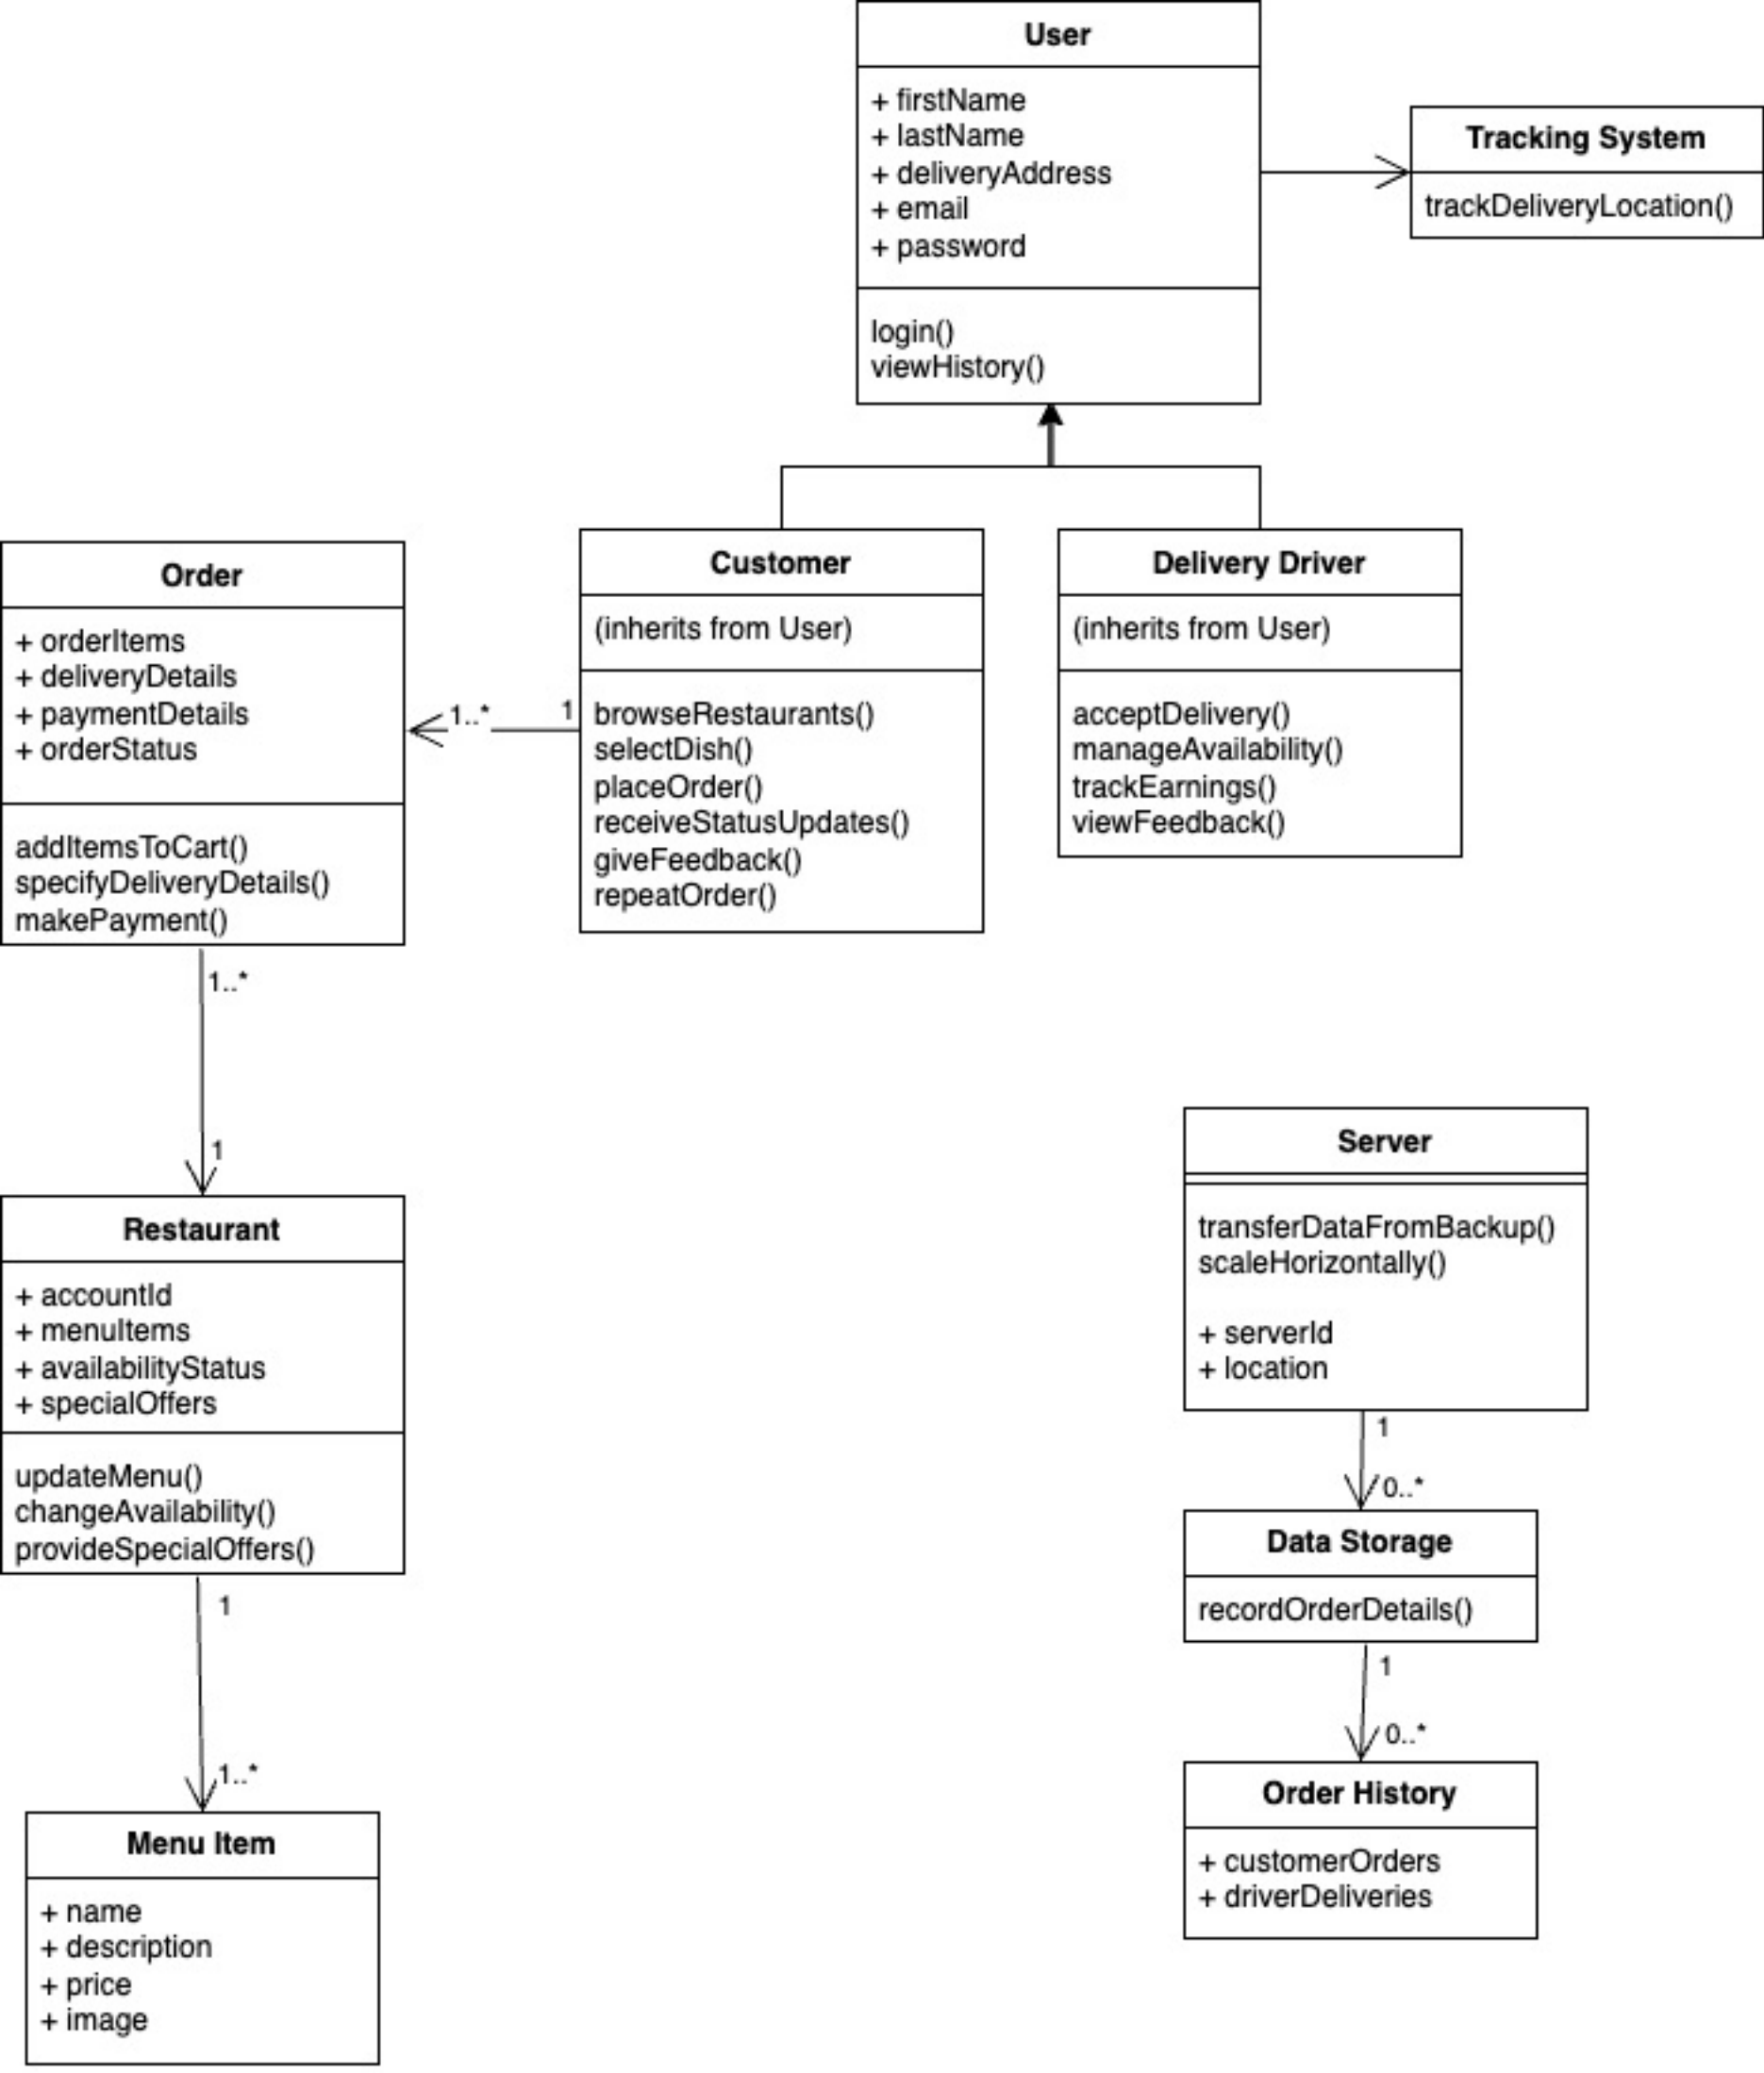 User
+ firstName
+ lastName
+ deliveryAddress
+ email
+ password
login()
viewHistory()
Tracking System
trackDeliveryLocation()
Order
+ orderItems
+ deliveryDetails
+ paymentDetails
+ orderStatus
addItemsToCart()
specifyDeliveryDetails()
makePayment()
1..*
1
Customer
(inherits from User)
browseRestaurants()
selectDish()
placeOrder()
receiveStatusUpdates()
giveFeedback()
repeatOrder()
Delivery Driver
(inherits from User)
acceptDelivery()
manageAvailability()
trackEarnings()
viewFeedback()
1..*
1
Restaurant
+ accountId
+ menuItems
+ availabilityStatus
+ specialOffers
updateMenu()
changeAvailability()
provideSpecialOffers()
1
1..*
Menu Item
+ name
+ description
+ price
+ image
Server
transferDataFromBackup()
scaleHorizontally()
+ serverId
+ location
1
0..*
Data Storage
recordOrderDetails()
1
0..*
Order History
+ customerOrders
+ driverDeliveries